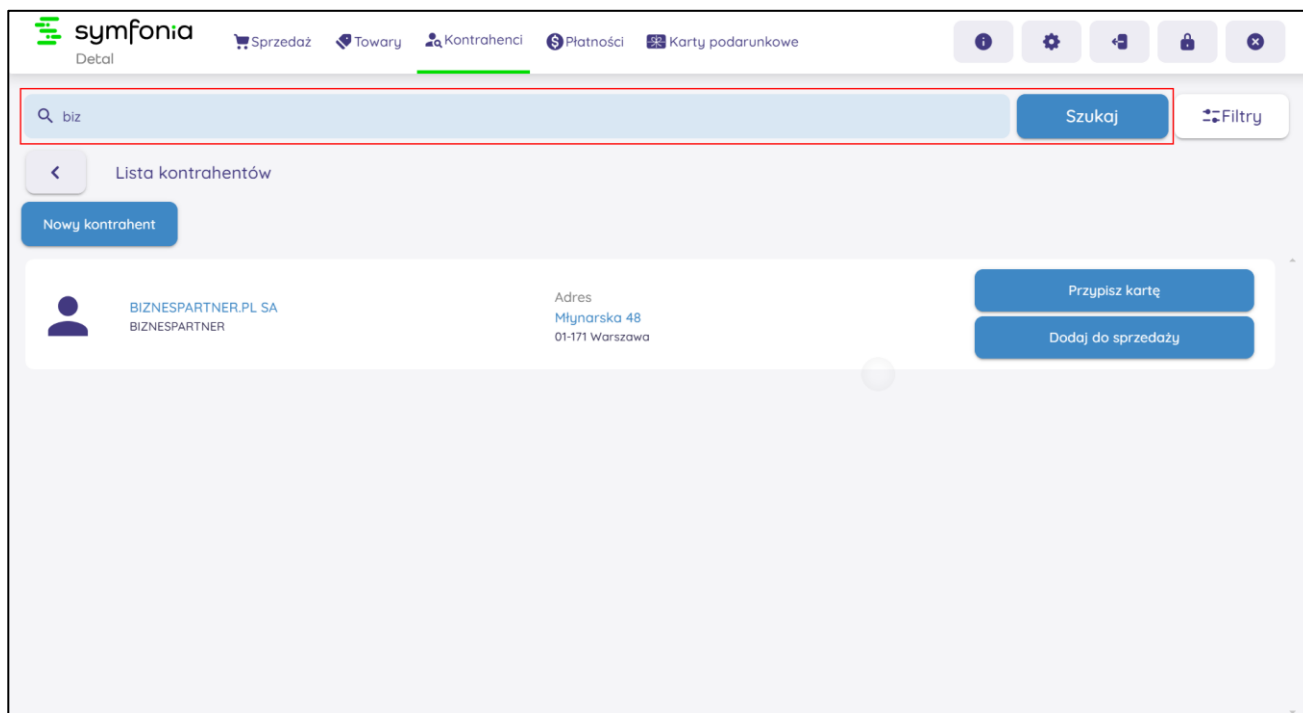 symfonia
Detal
Sprzedaż Towary Kontrahenci Płatności Karty podarunkowe
biz Szukaj Filtry
Lista kontrahentów
Nowy kontrahent
BIZNESPARTNER.PL SA
BIZNESPARTNER
Adres
Młynarska 48
01-171 Warszawa
Przypisz kartę
Dodaj do sprzedaży